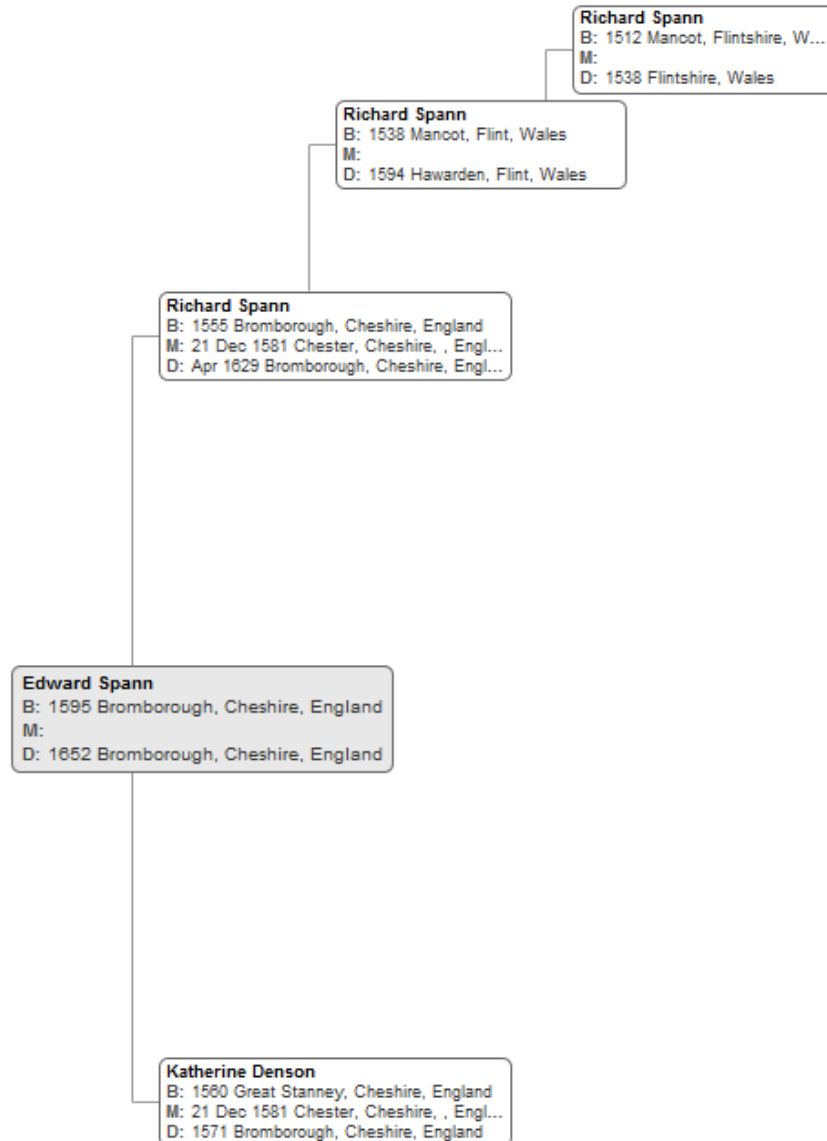 Richard Spann
B: 1512 Mancot, Flintshire, W...
M:
D: 1538 Flintshire, Wales
Richard Spann
B: 1538 Mancot, Flint, Wales
M:
D: 1594 Hawarden, Flint, Wales
Richard Spann
B: 1555 Bromborough, Cheshire, England
M: 21 Dec 1581 Chester, Cheshire, , Engl...
D: Apr 1629 Bromborough, Cheshire, Engl...
Edward Spann
B: 1595 Bromborough, Cheshire, England
M:
D: 1652 Bromborough, Cheshire, England
Katherine Denson
B: 1560 Great Stanney, Cheshire, England
M: 21 Dec 1581 Chester, Cheshire, , Engl...
D: 1571 Bromborough, Cheshire, England